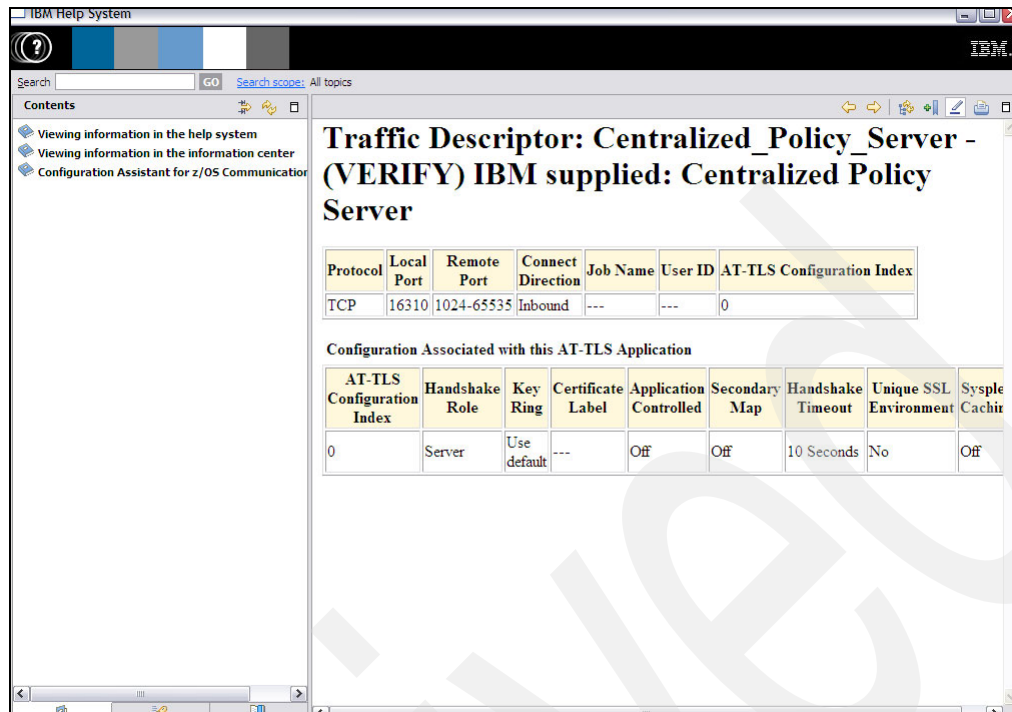 IBM Help System
IBM.
Search GO Search scope: All topics
Contents
Viewing information in the help system
Viewing information in the information center
Configuration Assistant for z/OS Communication
Traffic Descriptor: Centralized_Policy_Server -
(VERIFY) IBM supplied: Centralized Policy
Server
Protocol Local Port Remote Port Connect Direction Job Name User ID AT-TLS Configuration Index
TCP 16310 1024-65535 Inbound --- --- 0
Configuration Associated with this AT-TLS Application
AT-TLS Configuration Index Handshake Role Key Ring Certificate Label Application Controlled Secondary Map Handshake Timeout Unique SSL Environment Sysple Cachin
0 Server Use default --- Off Off 10 Seconds No Off